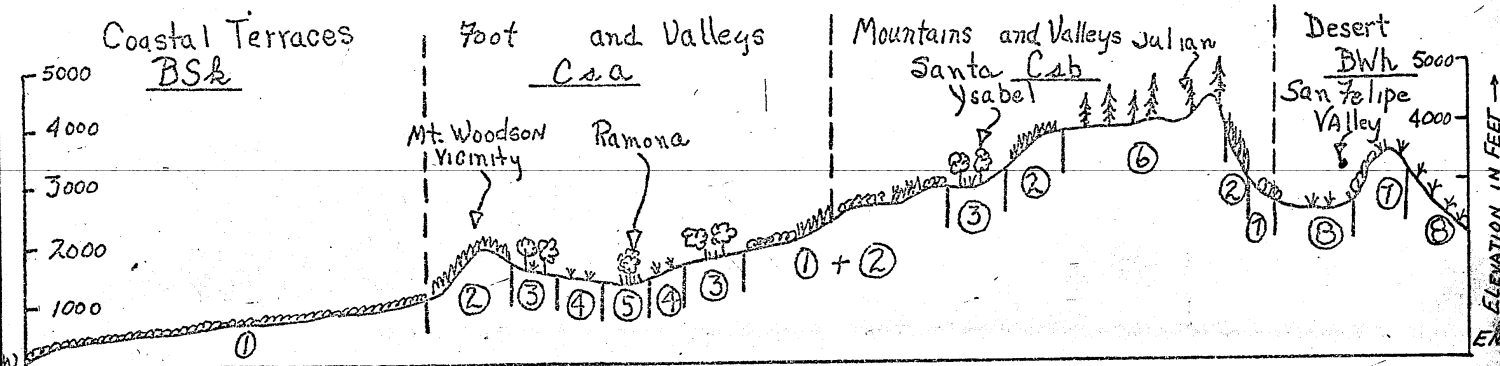 Coastal Terraces
BSk
Foot and Valleys
Csa
Mountains and Valleys
Csb
Desert
BWh
5000
4000
3000
2000
1000
Mt. Woodson
Vicinity
Ramona
Santa
Ysabel
Julian
San Felipe
Valley
5000
4000
ELEVATION IN FEET →
①
②
③
④
⑤
④
③
① + ②
③
②
⑥
②
⑦
⑧
⑦
⑧